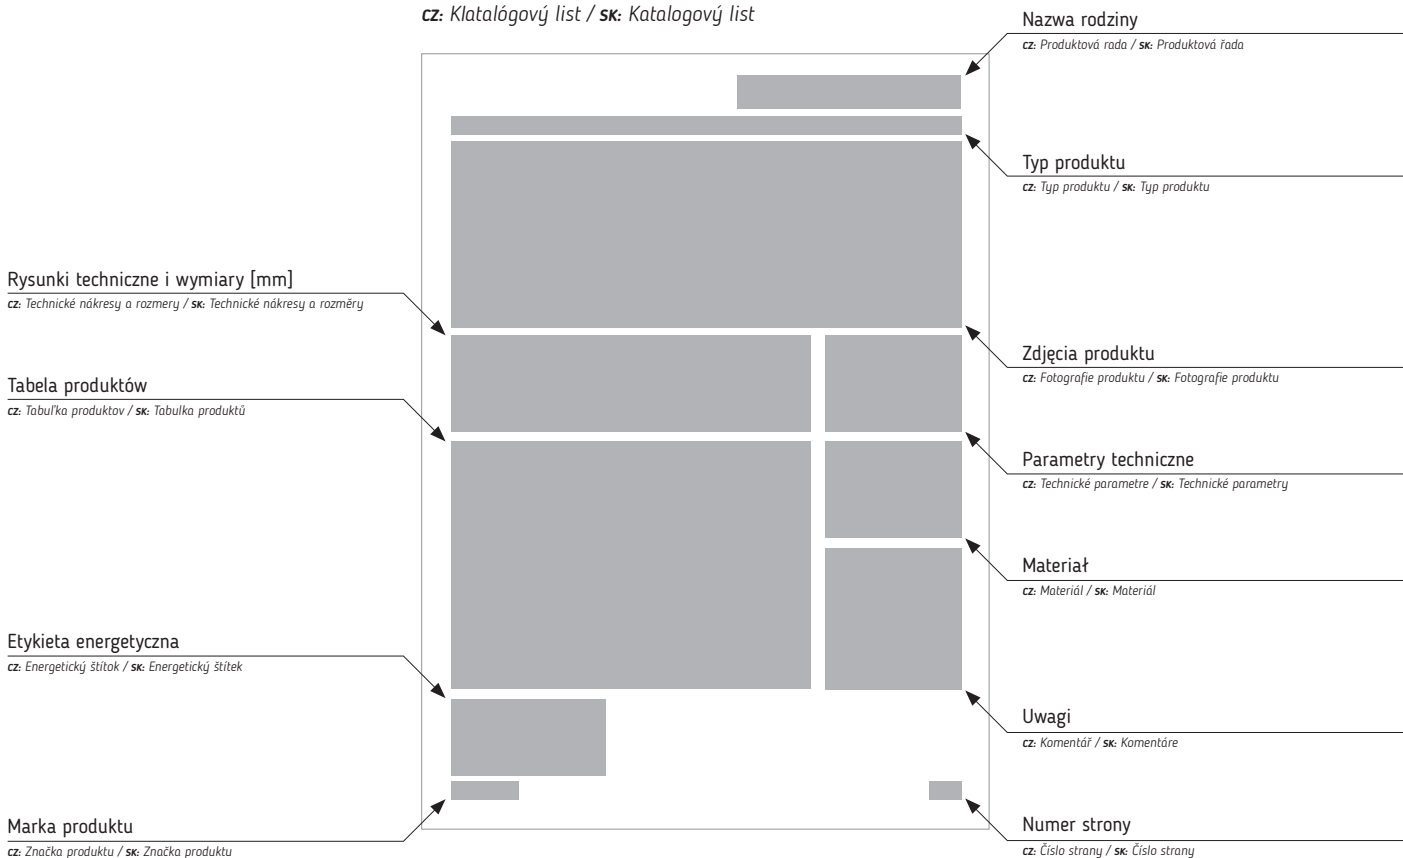 CZ: Klatalógový list / SK: Katalogový list
Nazwa rodziny
CZ: Produktová rada / SK: Produktová řada
Typ produktu
CZ: Typ produktu / SK: Typ produktu
Rysunki techniczne i wymiary [mm]
CZ: Technické nákresy a rozmery / SK: Technické nákresy a rozměry
Zdjęcia produktu
CZ: Fotografie produktu / SK: Fotografie produktu
Tabela produktów
CZ: Tabuľka produktov / SK: Tabulka produktů
Parametry techniczne
CZ: Technické parametre / SK: Technické parametry
Materiał
CZ: Materiál / SK: Materiál
Etykieta energetyczna
CZ: Energetický štítok / SK: Energetický štítek
Uwagi
CZ: Komentář / SK: Komentáre
Marka produktu
CZ: Značka produktu / SK: Značka produktu
Numer strony
CZ: Číslo strany / SK: Číslo strany